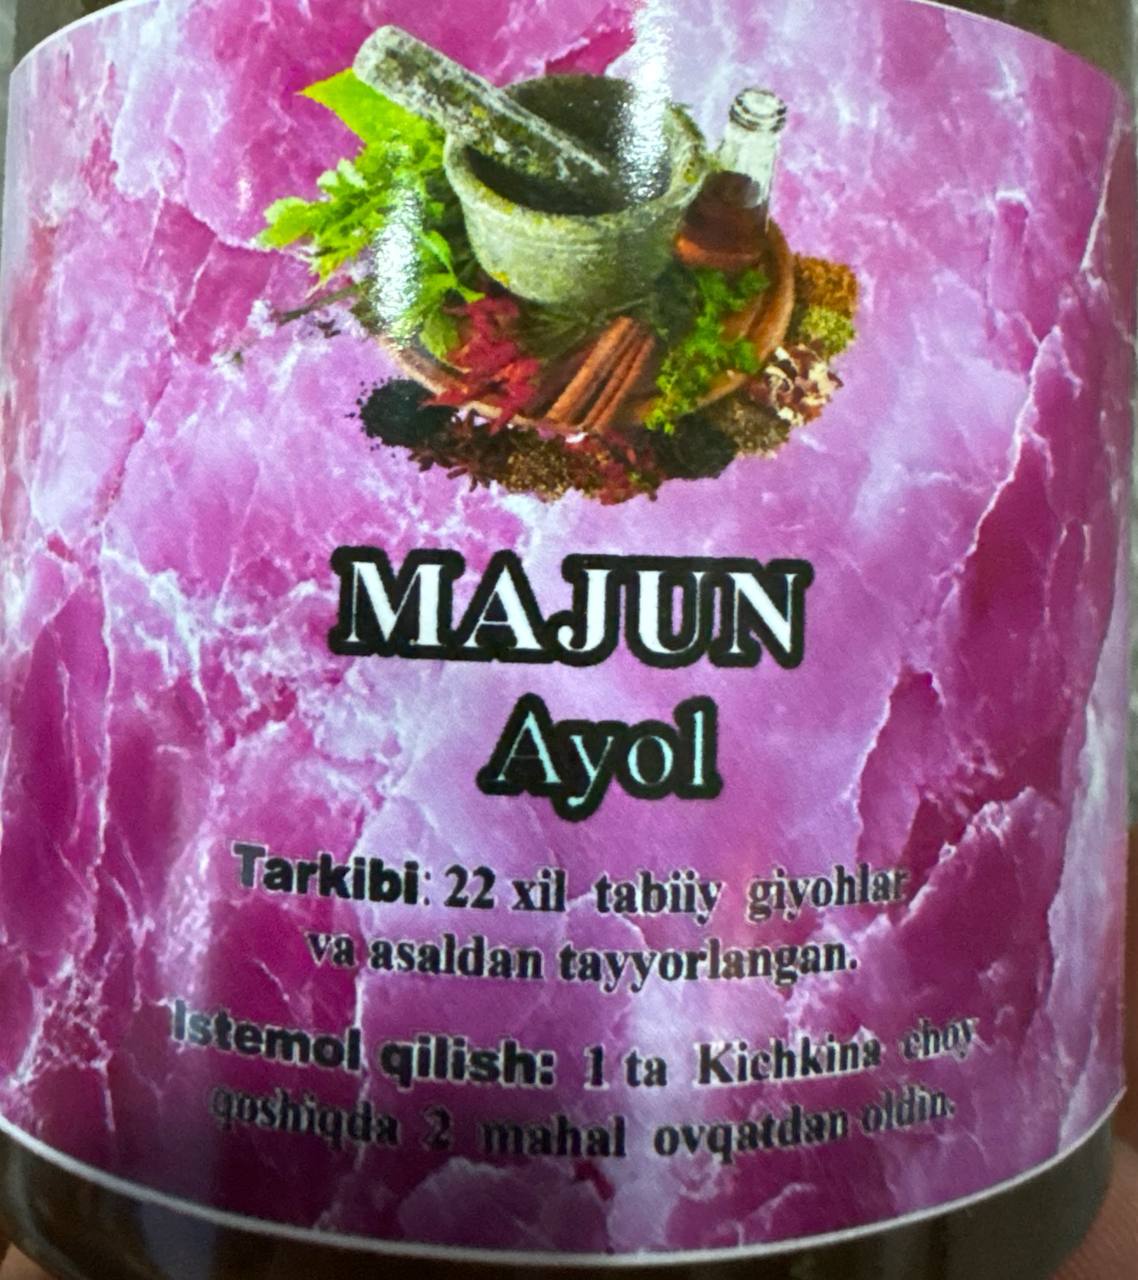 MAJUN
Ayol
Tarkibi: 22 xil tabiiy giyohlar
va asaldan tayyorlangan.
Istemol qilish: 1 ta Kichkina choy
qoshiqda 2 mahal ovqatdan oldin.